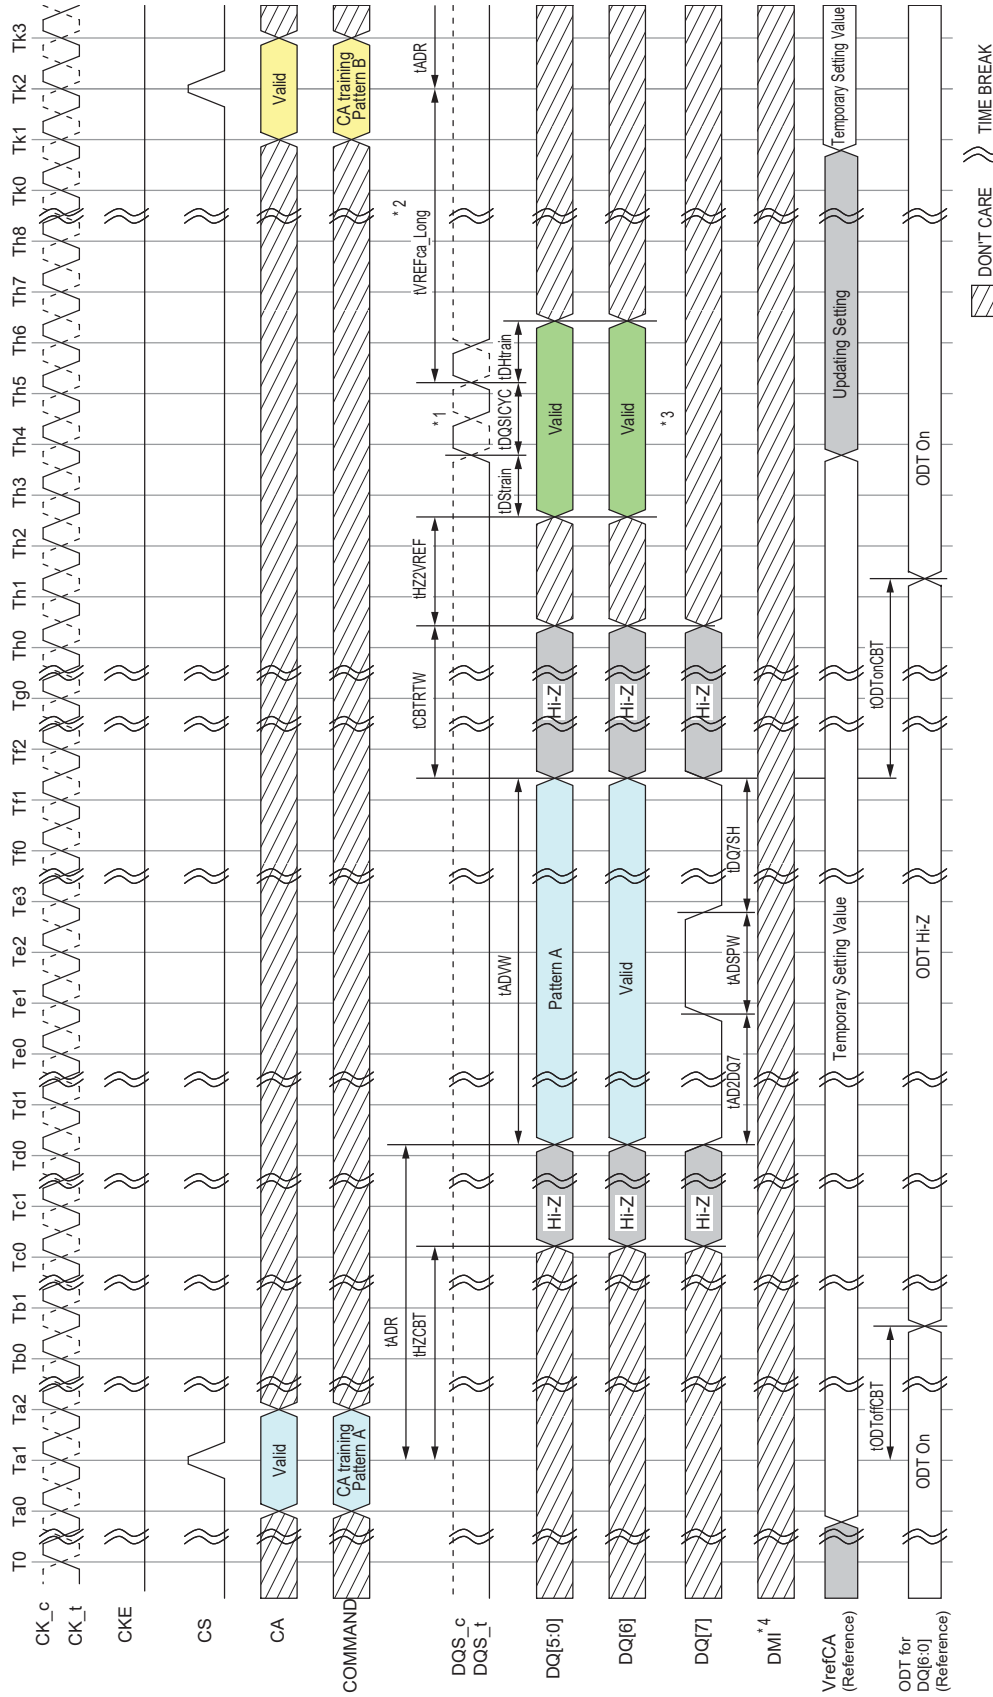 T0 Ta0 Ta1 Ta2 Tb0 Tb1 Tc0 Tc1 Td0 Td1 Te0 Te1 Te2 Te3 Tf0 Tf1 Tf2 Tg0 Th0 Th1 Th2 Th3 Th4 Th5 Th6 Th7 Th8 Tk0 Tk1 Tk2 Tk3
CK_c
CK_t
CKE
CS
CA
Valid
Valid
COMMAND
CA training
Pattern A
CA training
Pattern B
tADR
tHZCBT
tCBTRTW
tVREFca_Long
* 2
tADR
DQS_c
DQS_t
* 1
tADVW
tHZ2VREF
tDStrain
tDQSICYC
tDHtrain
DQ[5:0]
Hi-Z
Pattern A
Hi-Z
Valid
DQ[6]
Hi-Z
Valid
Hi-Z
Valid
* 3
DQ[7]
Hi-Z
Hi-Z
tAD2DQ7
tADSPW
tDQ7SH
DMI * 4
VrefCA
(Reference)
Temporary Setting Value
Updating Setting
Temporary Setting Value
tODToffCBT
tODTonCBT
ODT for
DQ[6:0]
(Reference)
ODT On
ODT Hi-Z
ODT On
DON'T CARE
TIME BREAK